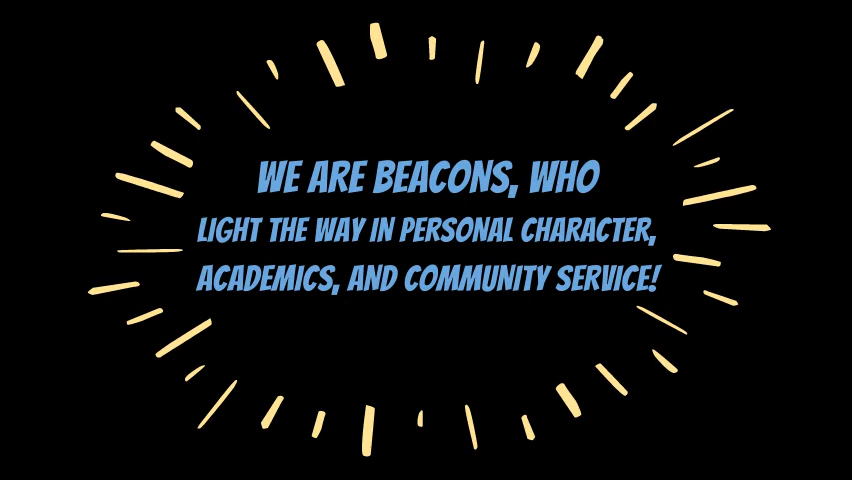 WE ARE BEACONS, WHO
LIGHT THE WAY IN PERSONAL CHARACTER,
ACADEMICS, AND COMMUNITY SERVICE!